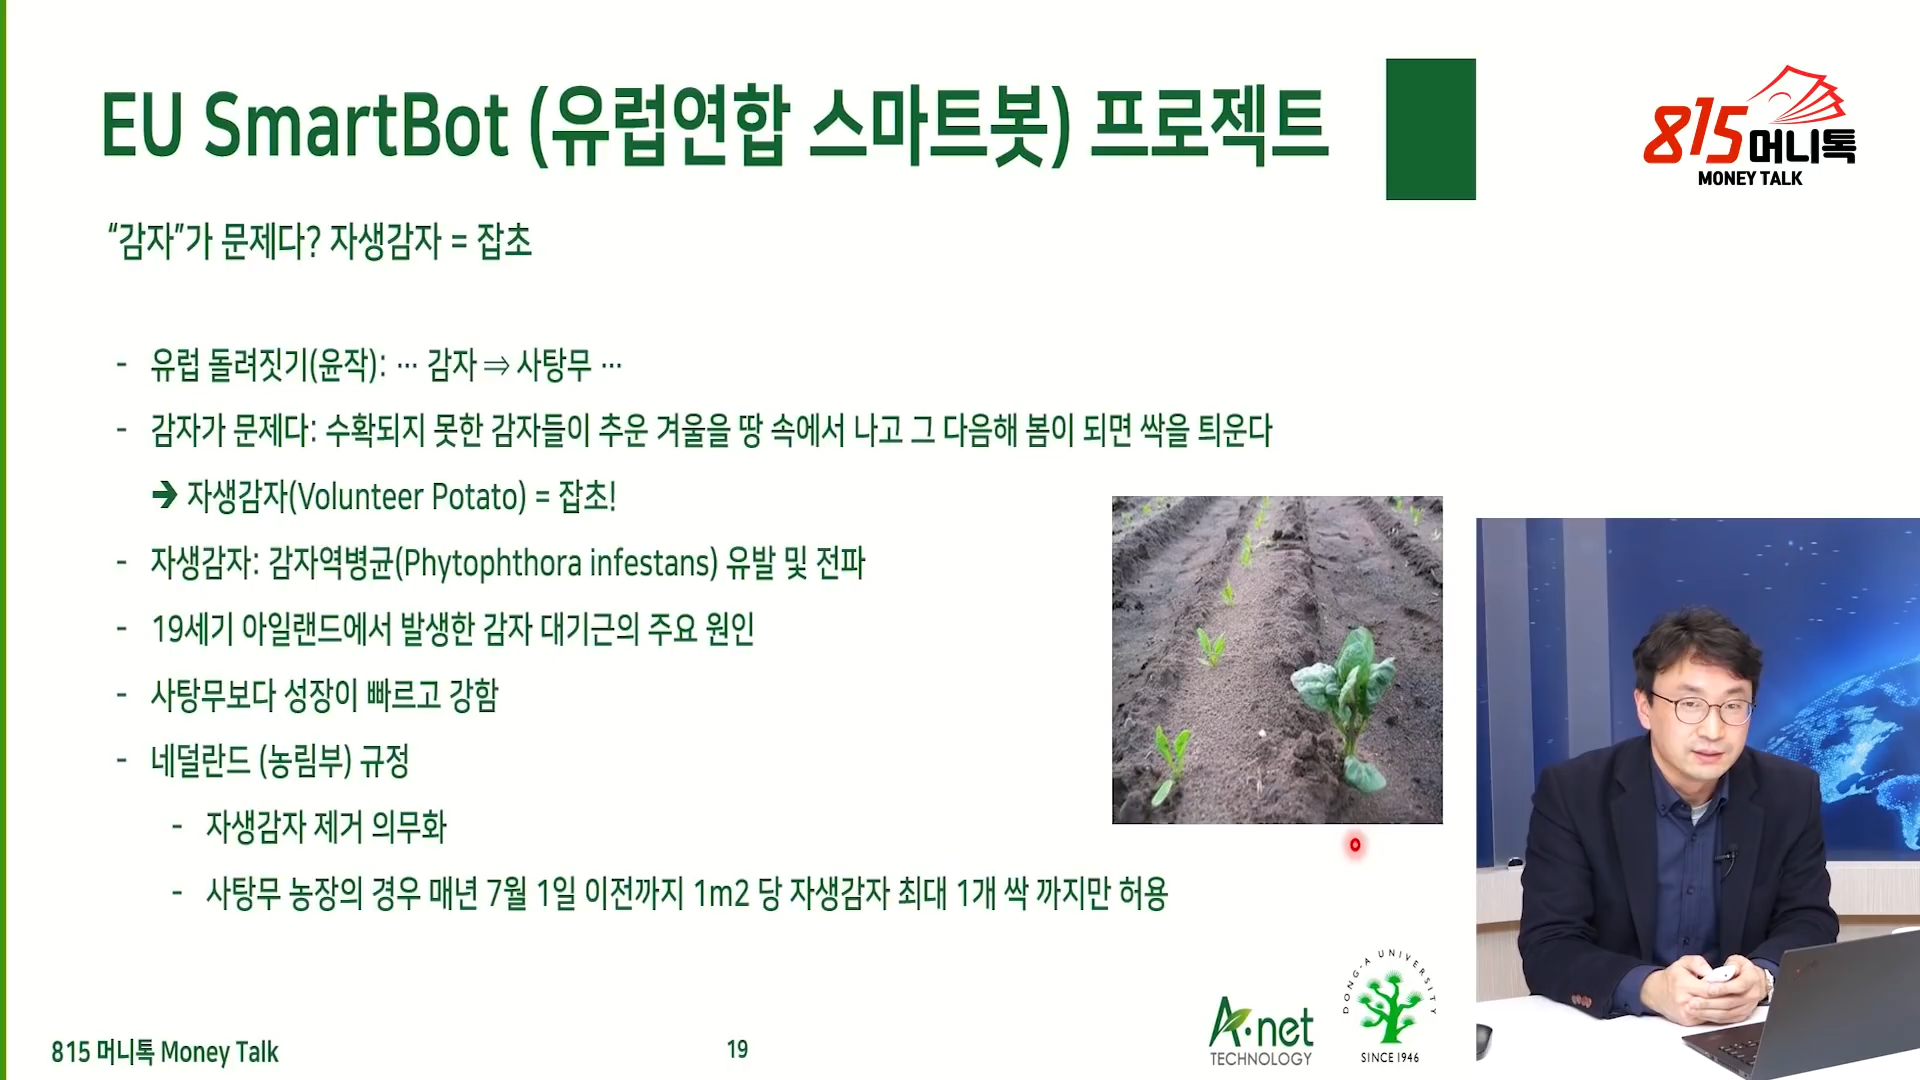 EU SmartBot (유럽연합 스마트봇) 프로젝트
815머니톡
MONEY TALK
“감자”가 문제다? 자생감자 = 잡초
- 유럽 돌려짓기(윤작): … 감자 ⇒ 사탕무 …
- 감자가 문제다: 수확되지 못한 감자들이 추운 겨울을 땅 속에서 나고 그 다음해 봄이 되면 싹을 틔운다
➔ 자생감자(Volunteer Potato) = 잡초!
- 자생감자: 감자역병균(Phytophthora infestans) 유발 및 전파
- 19세기 아일랜드에서 발생한 감자 대기근의 주요 원인
- 사탕무보다 성장이 빠르고 강함
- 네덜란드 (농림부) 규정
- 자생감자 제거 의무화
- 사탕무 농장의 경우 매년 7월 1일 이전까지 1m2 당 자생감자 최대 1개 싹 까지만 허용
815 머니톡 Money Talk
19
A·net
TECHNOLOGY
DONG-A UNIVERSITY
SINCE 1946